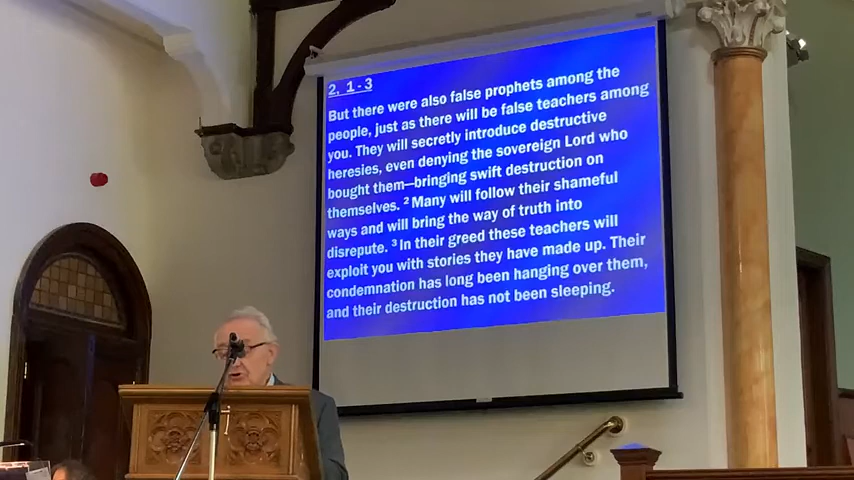 2, 1-3
But there were also false prophets among the
people, just as there will be false teachers among
you. They will secretly introduce destructive
heresies, even denying the sovereign Lord who
bought them—bringing swift destruction on
themselves. ² Many will follow their shameful
ways and will bring the way of truth into
disrepute. ³ In their greed these teachers will
exploit you with stories they have made up. Their
condemnation has long been hanging over them,
and their destruction has not been sleeping.